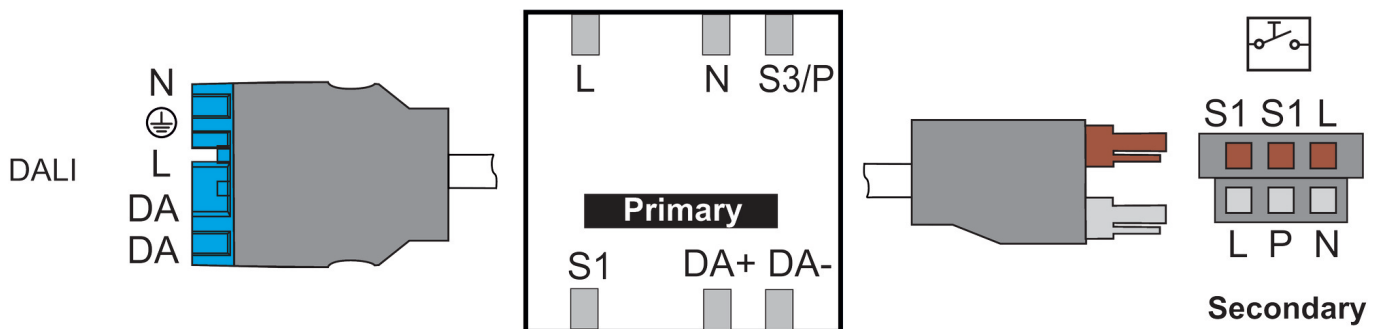 DALI
N
L
DA
DA
L N S3/P
Primary
S1 DA+ DA-
S1 S1 L
L P N
Secondary